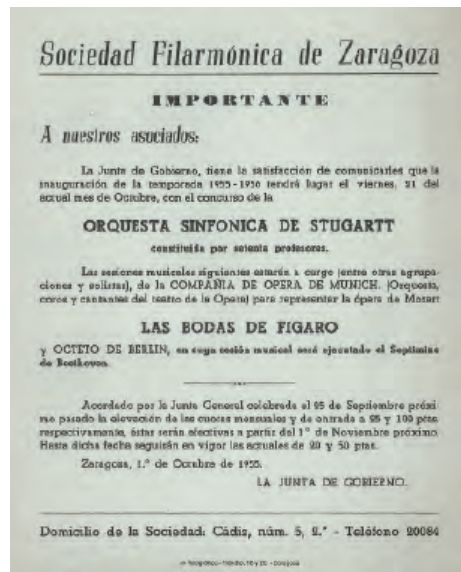 Sociedad Filarmónica de Zaragoza
IMPORTANTE
A nuestros asociados:
La Junta de Gobierno, tiene la satisfacción de comunicarles que la
inauguración de la temporada 1955-1956 tendrá lugar el viernes, 21 del
actual mes de Octubre, con el concurso de la
ORQUESTA SINFONICA DE STUGARTT
constituida por setenta profesores.
Las sesiones musicales siguientes estarán a cargo (entre otras agrupa-
ciones y solistas), de la COMPAÑIA DE OPERA DE MUNICH. (Orquesta,
coros y cantantes del teatro de la Opera) para representar la ópera de Mozart
LAS BODAS DE FIGARO
y OCTETO DE BERLIN, en cuya sesión musical será ejecutado el Septimino
de Beethoven.
Acordado por la Junta General celebrada el 25 de Septiembre próxi-
mo pasado la elevación de las cuotas mensuales y de entrada a 25 y 100 ptas.
respectivamente, éstas serán efectivas a partir del 1.º de Noviembre próximo.
Hasta dicha fecha seguirán en vigor las actuales de 20 y 50 ptas.
Zaragoza, 1.º de Octubre de 1955.
LA JUNTA DE GOBIERNO.
Domicilio de la Sociedad: Cádiz, núm. 5, 2.º - Teléfono 20084